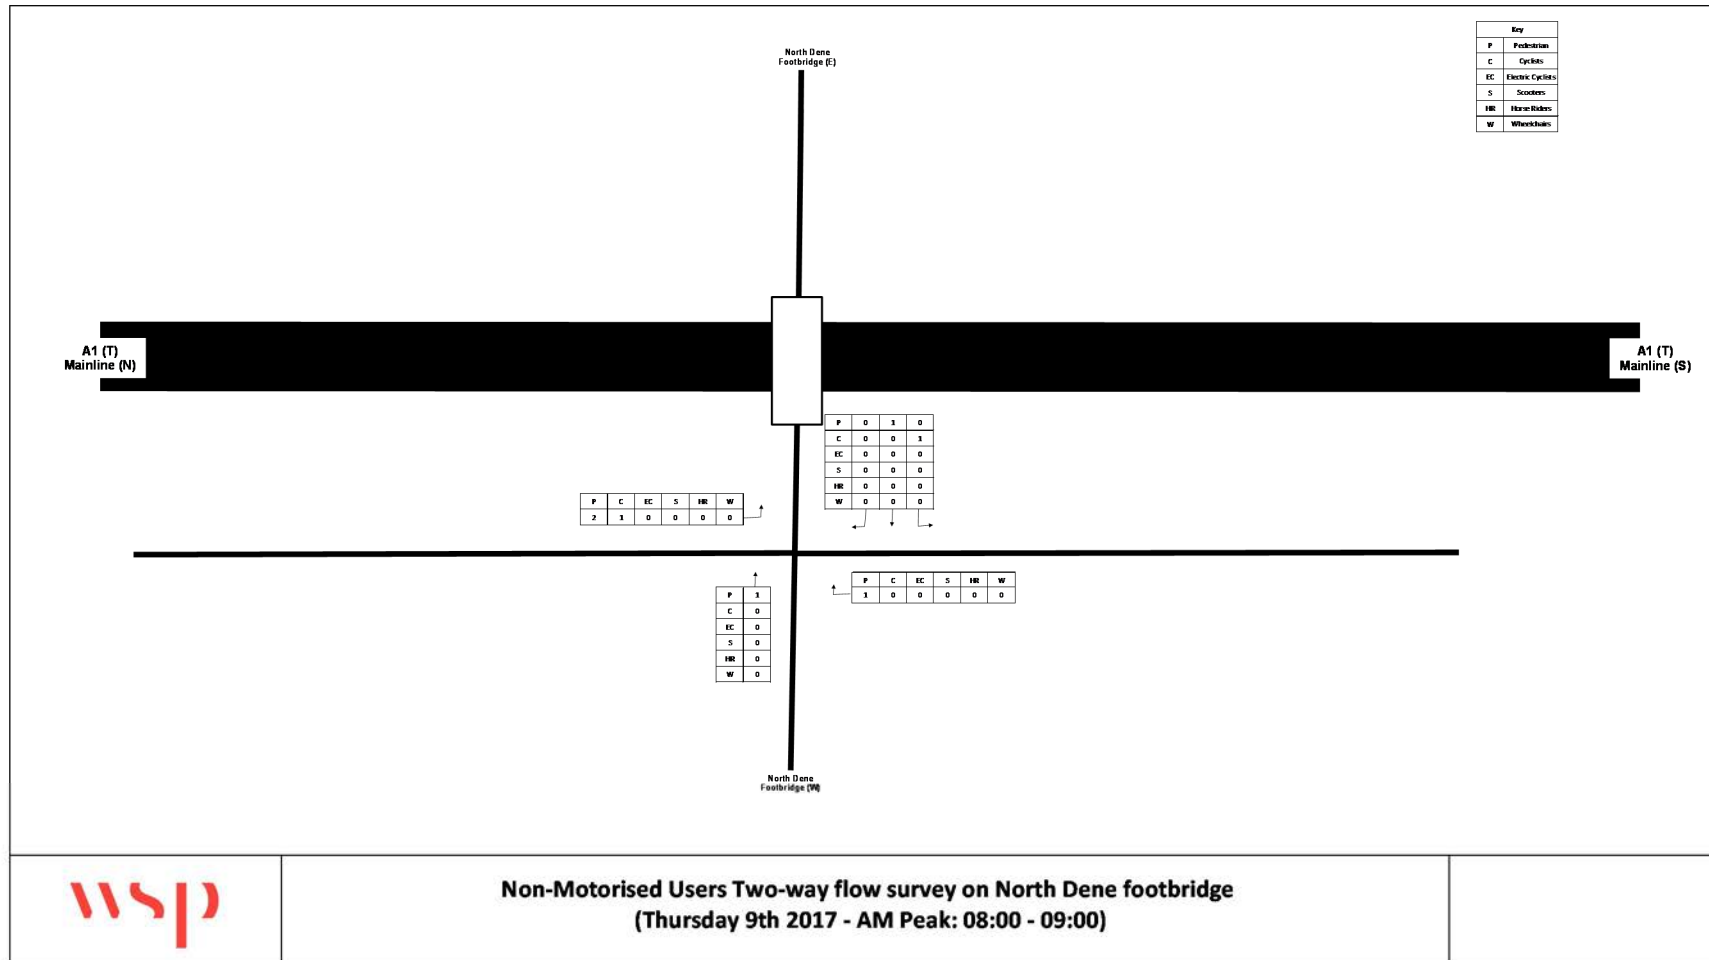 North Dene
Footbridge (E)
Key
P Pedestrian
C Cyclists
EC Electric Cyclists
S Scooters
HR Horse Riders
W Wheelchairs
A1 (T)
Mainline (N)
A1 (T)
Mainline (S)
P 0 1 0
C 0 0 1
EC 0 0 0
S 0 0 0
HR 0 0 0
W 0 0 0
P C EC S HR W
2 1 0 0 0 0
P C EC S HR W
1 0 0 0 0 0
P 1
C 0
EC 0
S 0
HR 0
W 0
North Dene
Footbridge (W)
wsp
Non-Motorised Users Two-way flow survey on North Dene footbridge
(Thursday 9th 2017 - AM Peak: 08:00 - 09:00)